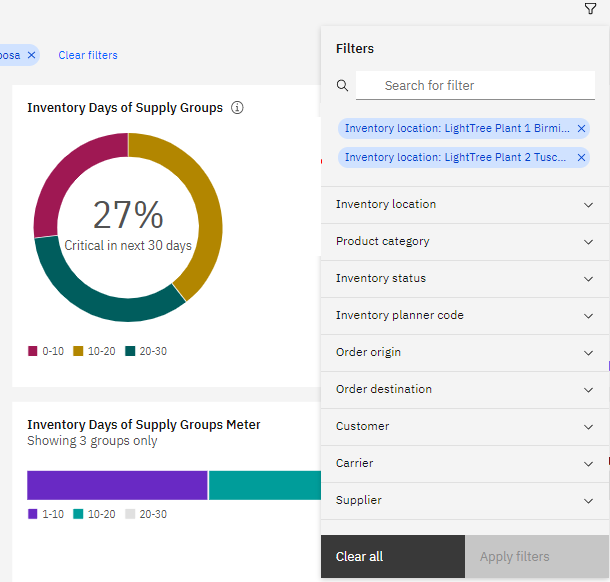 osa
Clear filters
Inventory Days of Supply Groups
27%
Critical in next 30 days
0-10 10-20 20-30
Inventory Days of Supply Groups Meter
Showing 3 groups only
1-10 10-20 20-30
Filters
Search for filter
Inventory location: LightTree Plant 1 Birmi...
Inventory location: LightTree Plant 2 Tusc...
Inventory location
Product category
Inventory status
Inventory planner code
Order origin
Order destination
Customer
Carrier
Supplier
Clear all
Apply filters